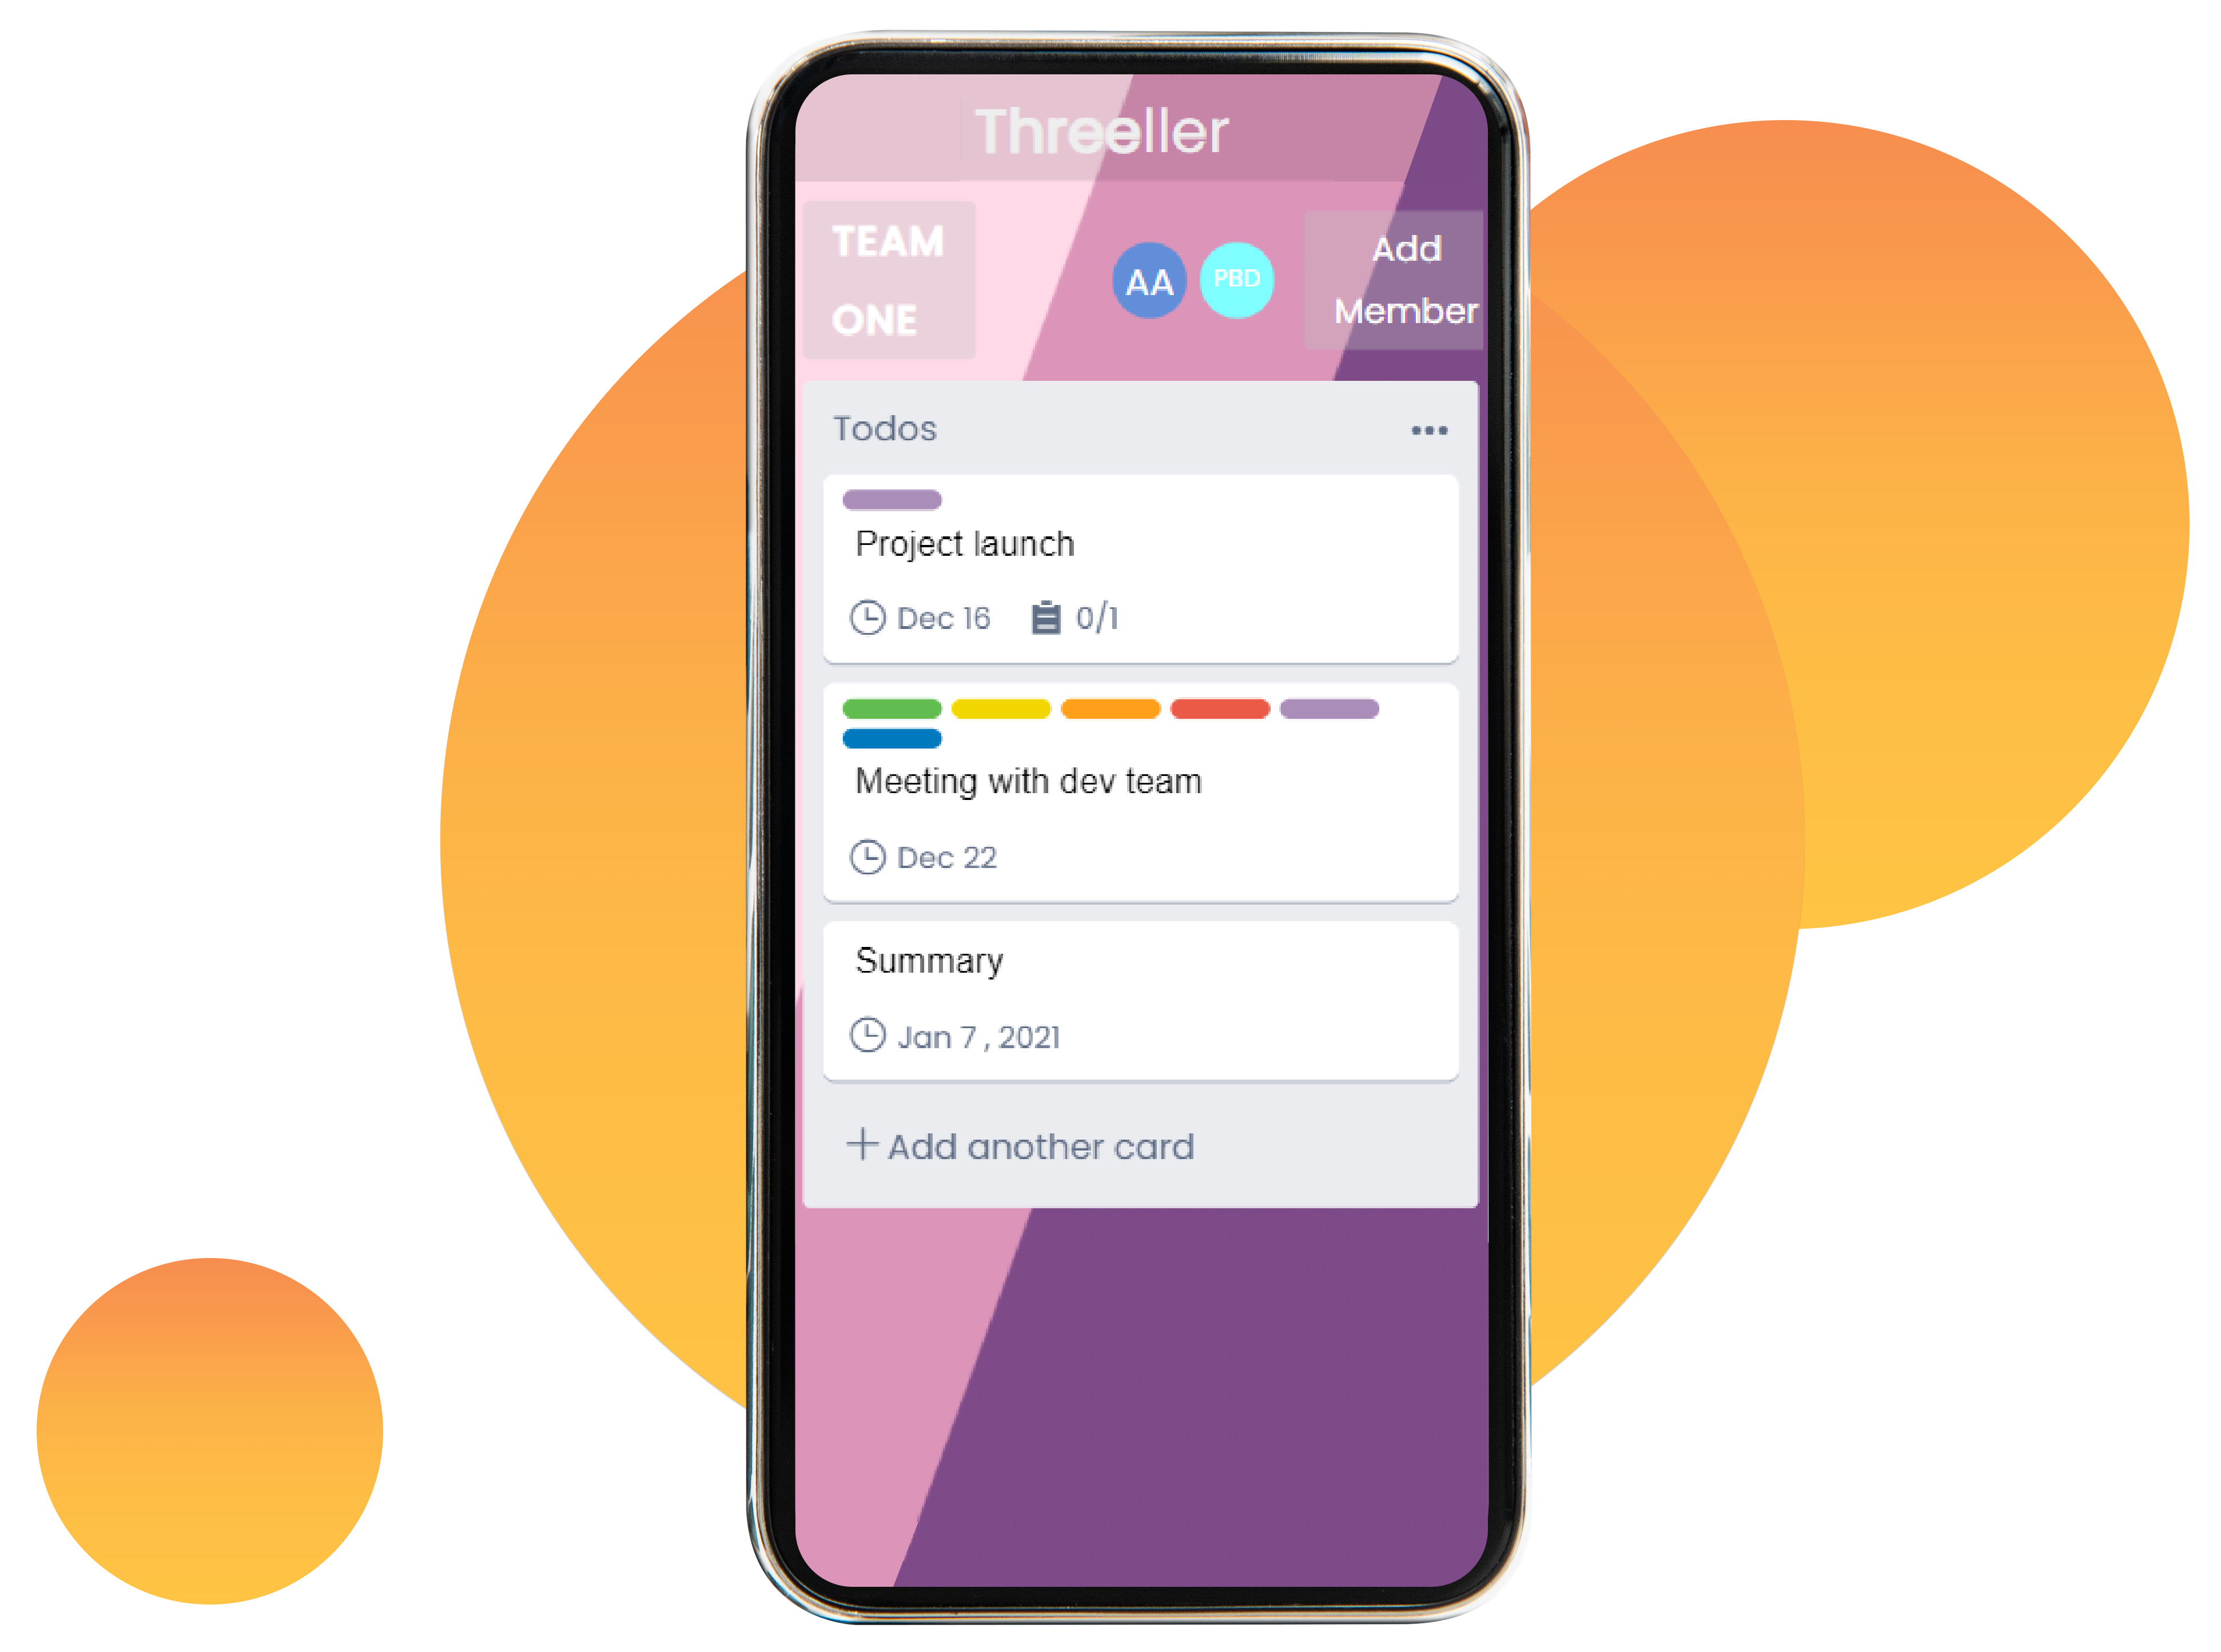 Threeller
TEAM
ONE
AA
PBD
Add
Member
Todos
Project launch
Dec 16 0/1
Meeting with dev team
Dec 22
Summary
Jan 7 , 2021
+ Add another card